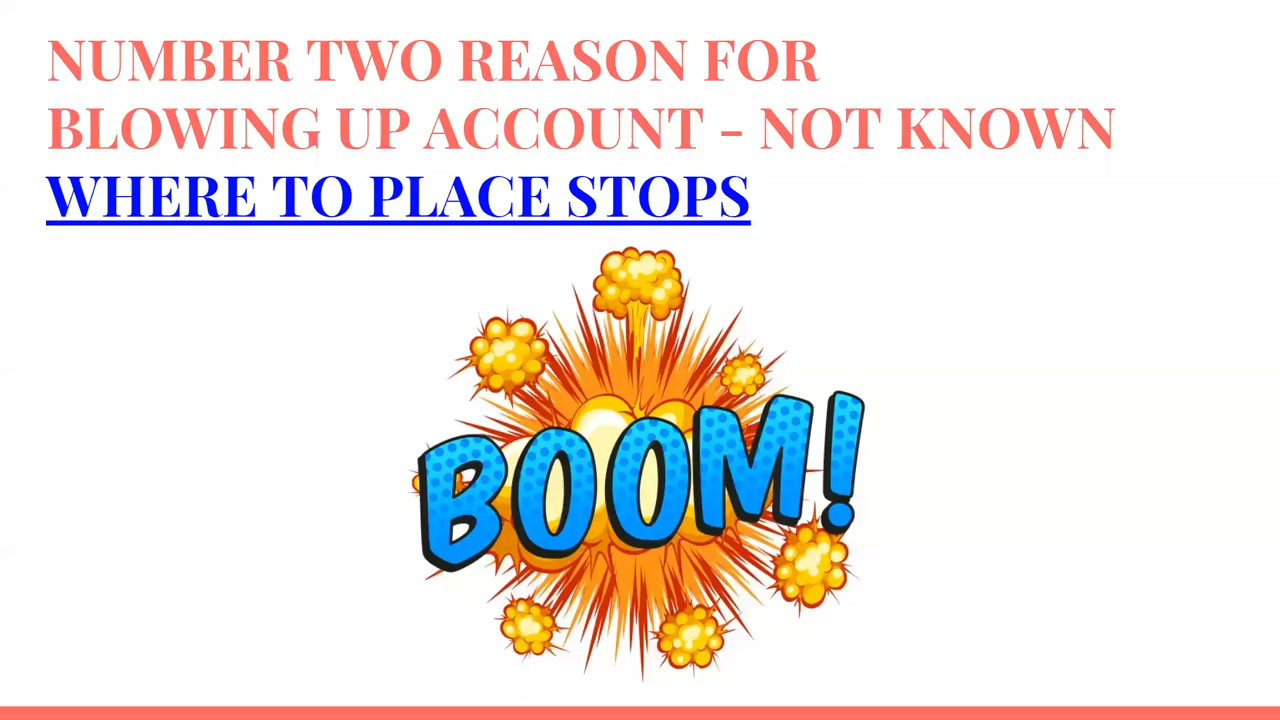 NUMBER TWO REASON FOR
BLOWING UP ACCOUNT - NOT KNOWN
WHERE TO PLACE STOPS
BOOM!